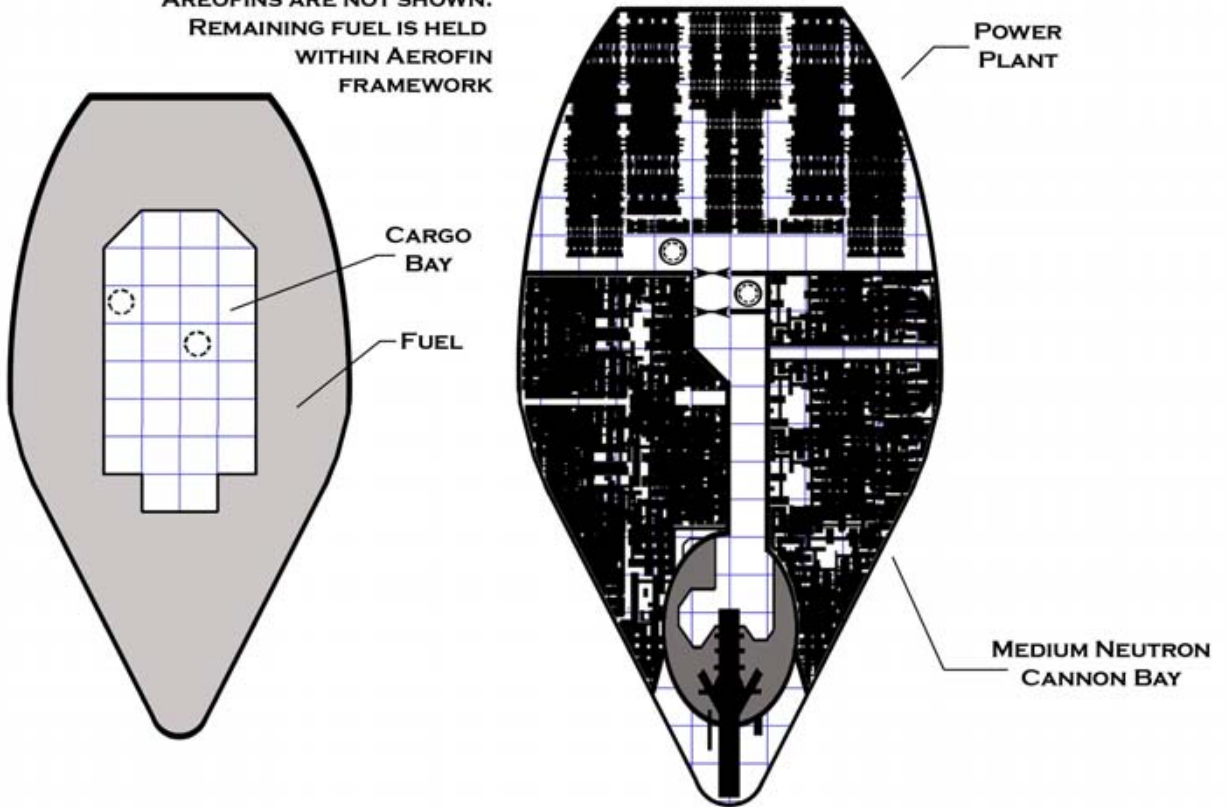 AREOFINS ARE NOT SHOWN.
REMAINING FUEL IS HELD
WITHIN AEROFIN
FRAMEWORK
POWER
PLANT
CARGO
BAY
FUEL
MEDIUM NEUTRON
CANNON BAY